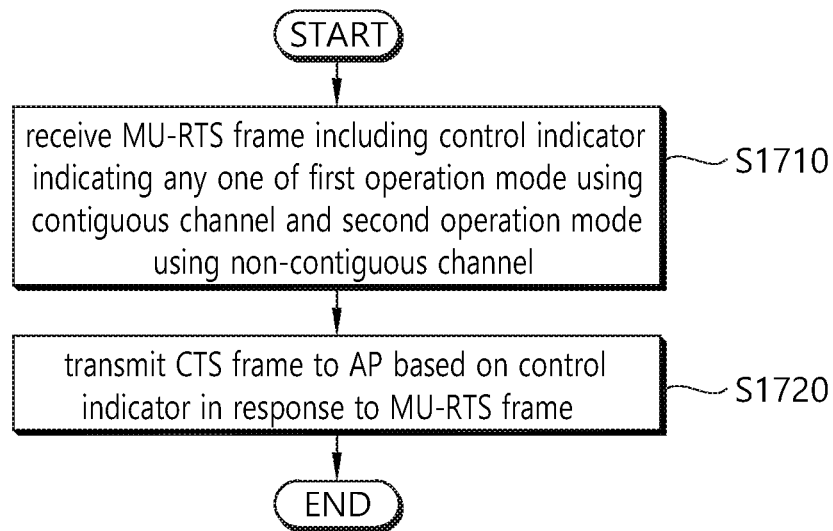 START
receive MU-RTS frame including control indicator
indicating any one of first operation mode using
contiguous channel and second operation mode
using non-contiguous channel
S1710
transmit CTS frame to AP based on control
indicator in response to MU-RTS frame
S1720
END